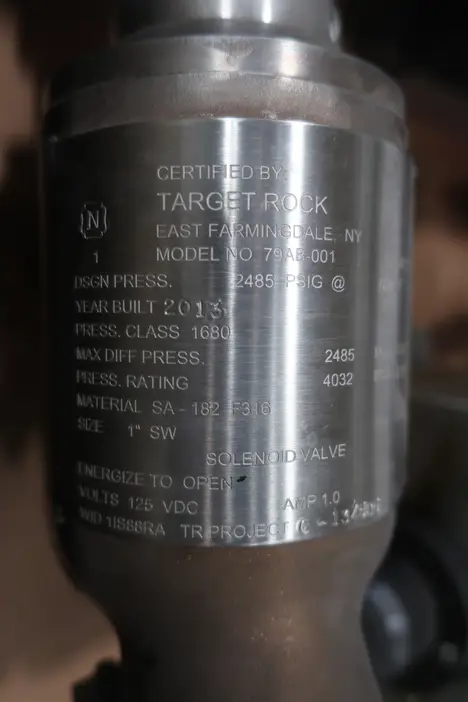 CERTIFIED BY:
TARGET ROCK
EAST FARMINGDALE, NY
N
1
MODEL NO. 79AB-001
DSGN PRESS. 2485 PSIG @
YEAR BUILT 2013
PRESS. CLASS 1680
MAX DIFF PRESS. 2485
PRESS. RATING 4032
MATERIAL SA-182 F316
SIZE 1" SW
SOLENOID VALVE
ENERGIZE TO OPEN
VOLTS 125 VDC AMP 1.0
TR PROJECT